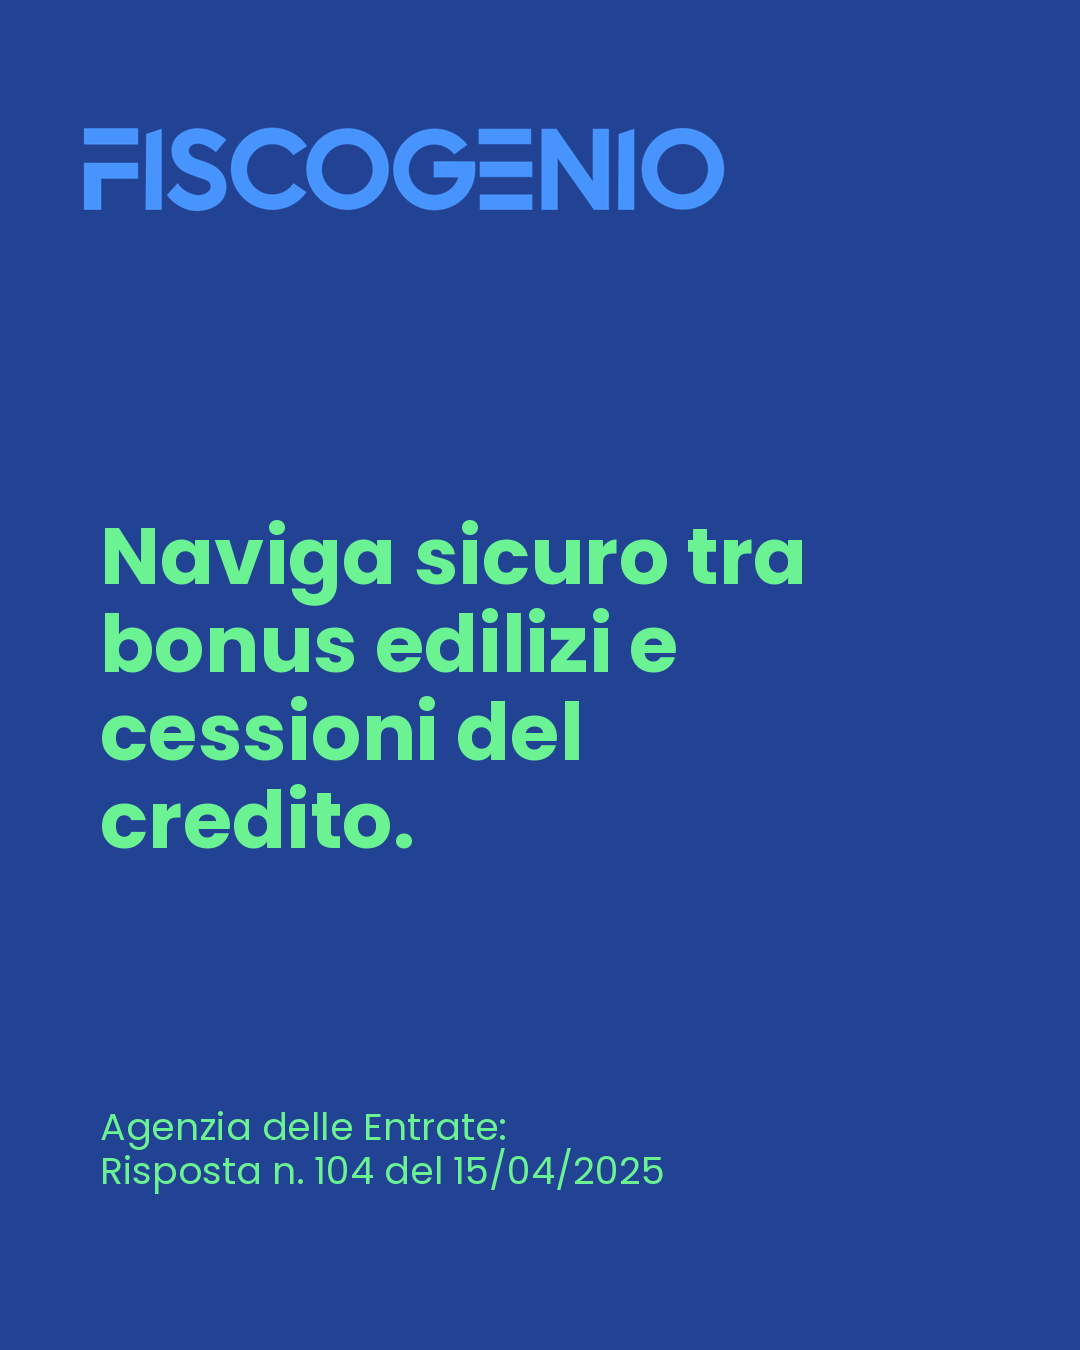 FISCOGENIO
Naviga sicuro tra
bonus edilizi e
cessioni del
credito.
Agenzia delle Entrate:
Risposta n. 104 del 15/04/2025